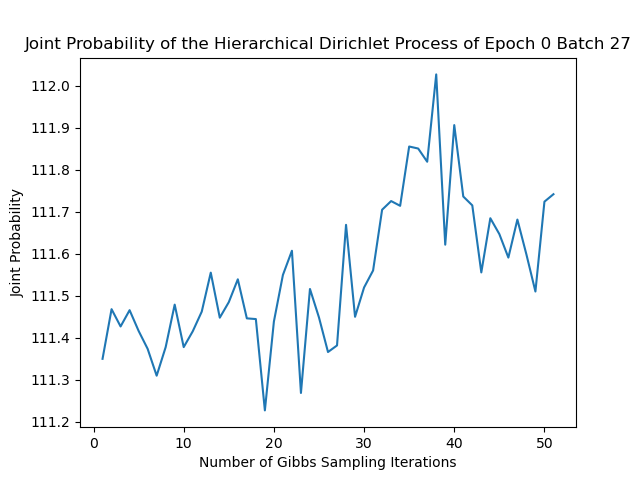 Joint Probability of the Hierarchical Dirichlet Process of Epoch 0 Batch 27
112.0
111.9
111.8
111.7
111.6
111.5
111.4
111.3
111.2
Joint Probability
0 10 20 30 40 50
Number of Gibbs Sampling Iterations